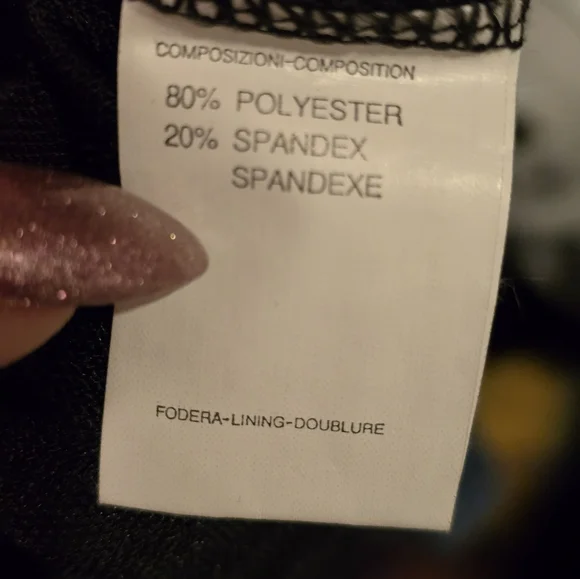 COMPOSIZIONI-COMPOSITION
80% POLYESTER
20% SPANDEX
SPANDEXE
FODERA-LINING-DOUBLURE